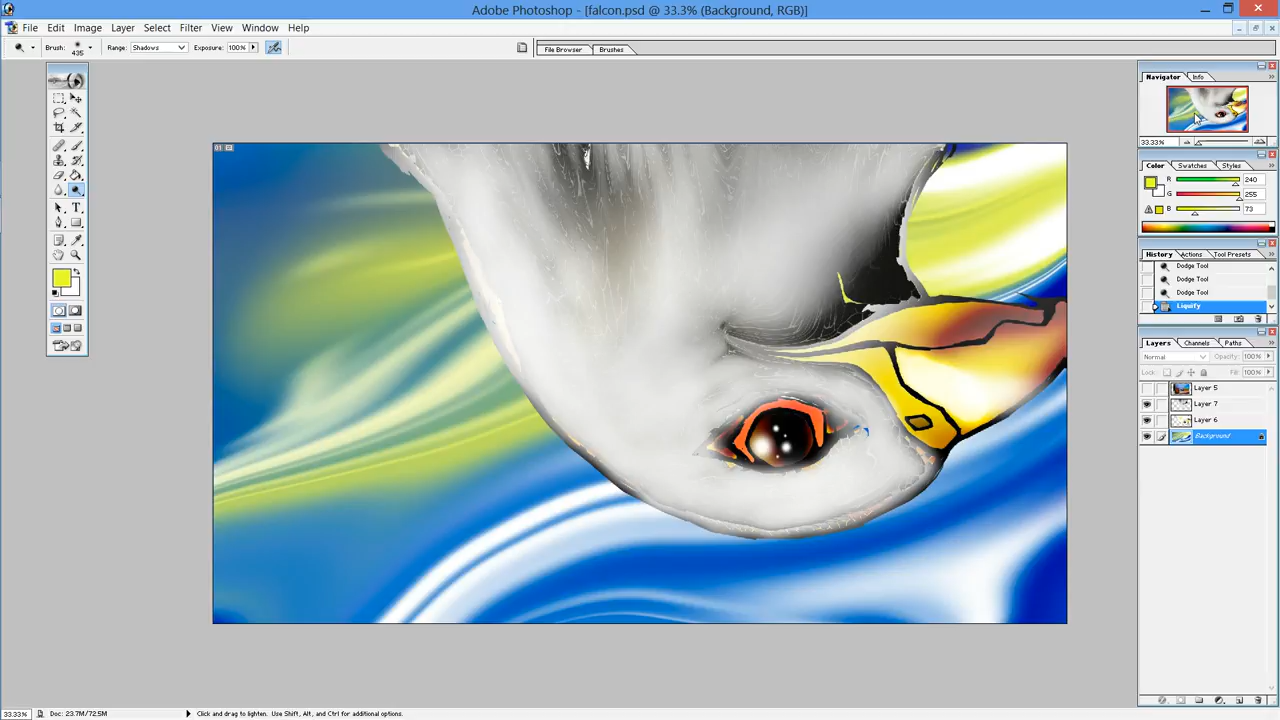 Adobe Photoshop - [falcon.psd @ 33.3% (Background, RGB)]
File Edit Image Layer Select Filter View Window Help
Brush: 435 Range: Shadows Exposure: 100% File Browser Brushes
Navigator Info
01
33.33%
Color Swatches Styles
R 240
G 255
B 73
History Actions Tool Presets
Dodge Tool
Dodge Tool
Dodge Tool
Liquify
Layers Channels Paths
Normal Opacity: 100%
Lock: Fill: 100%
Layer 5
Layer 7
Layer 6
Background
33.33% Doc: 23.7M/72.5M Click and drag to lighten. Use Shift, Alt, and Ctrl for additional options.